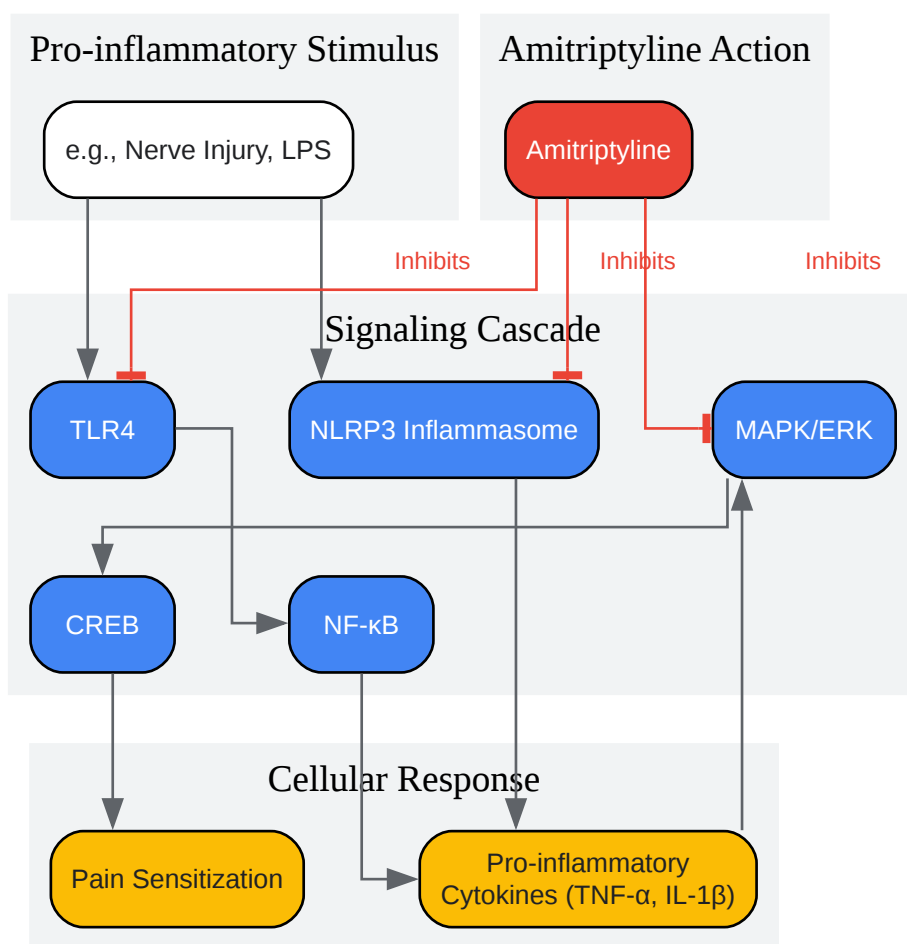 Pro-inflammatory Stimulus
Amitriptyline Action
e.g., Nerve Injury, LPS
Amitriptyline
Inhibits
Inhibits
Inhibits
Signaling Cascade
TLR4
NLRP3 Inflammasome
MAPK/ERK
CREB
NF-κB
Cellular Response
Pain Sensitization
Pro-inflammatory
Cytokines (TNF-α, IL-1β)